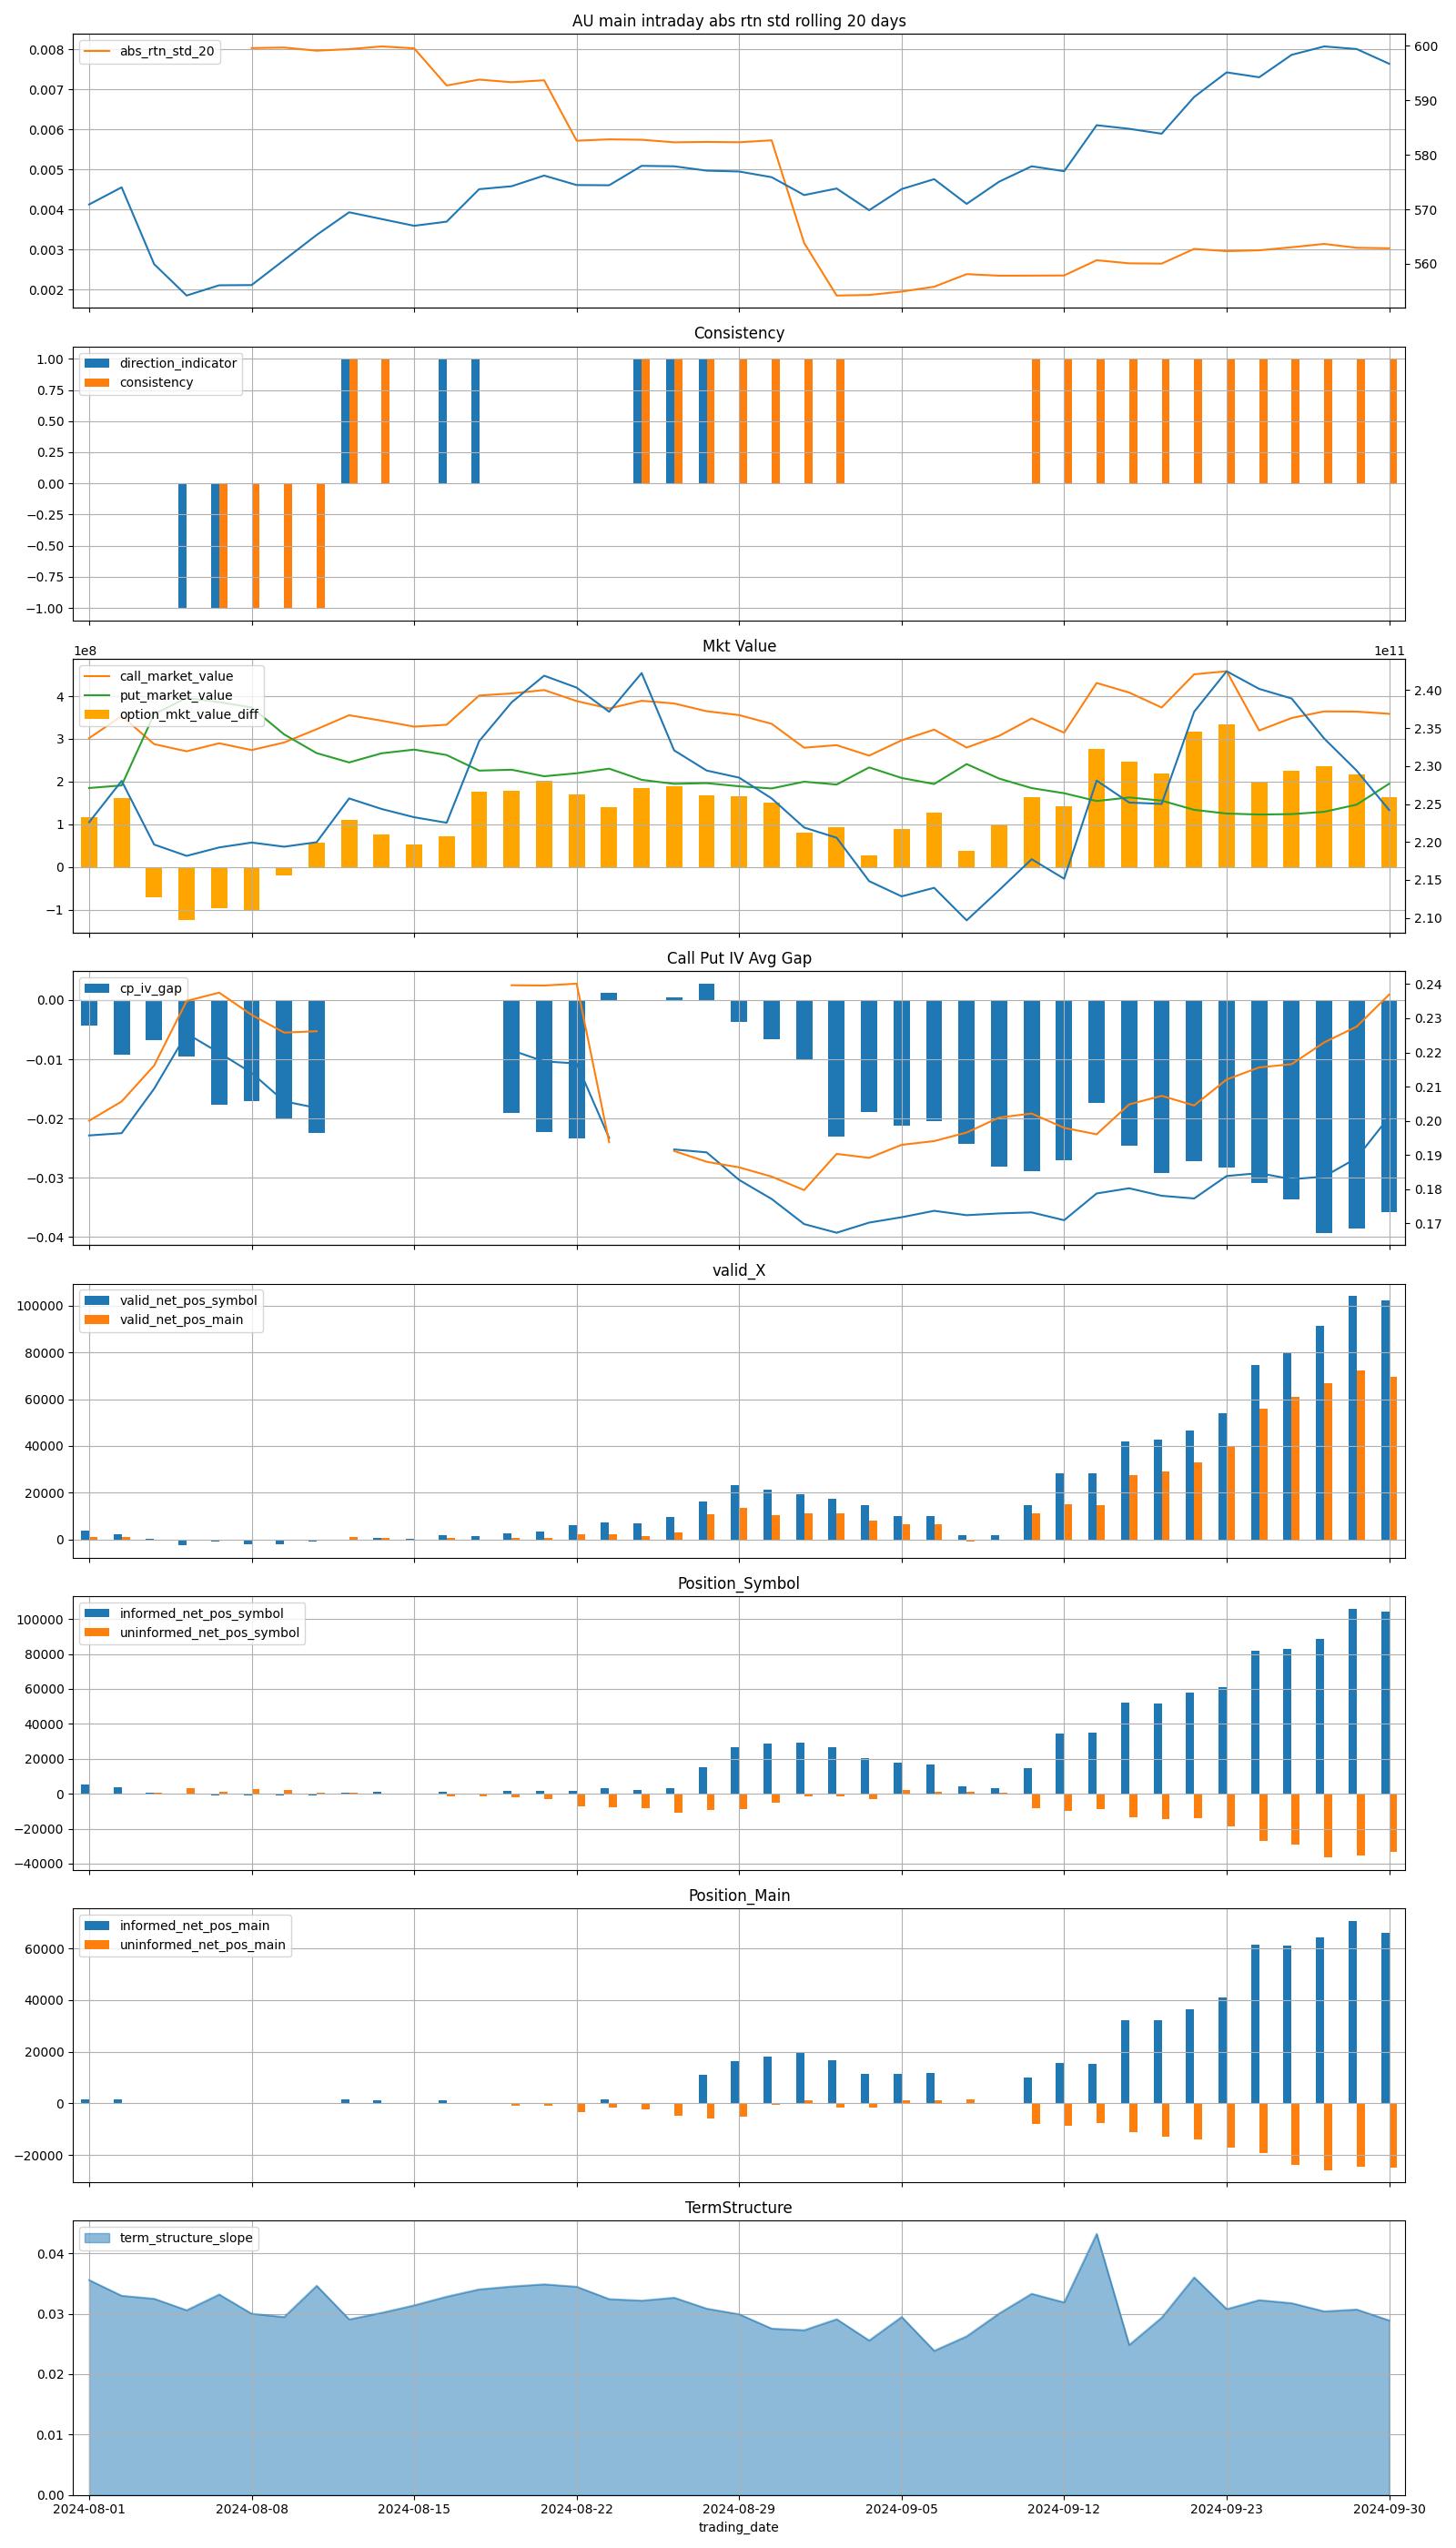 AU main intraday abs rtn std rolling 20 days
abs_rtn_std_20
0.008
0.007
0.006
0.005
0.004
0.003
0.002
600
590
580
570
560
Consistency
direction_indicator
consistency
1.00
0.75
0.50
0.25
0.00
−0.25
−0.50
−0.75
−1.00
Mkt Value
1e8
1e11
call_market_value
put_market_value
option_mkt_value_diff
4
3
2
1
0
−1
2.40
2.35
2.30
2.25
2.20
2.15
2.10
Call Put IV Avg Gap
cp_iv_gap
0.00
−0.01
−0.02
−0.03
−0.04
0.24
0.23
0.22
0.21
0.20
0.19
0.18
0.17
valid_X
valid_net_pos_symbol
valid_net_pos_main
100000
80000
60000
40000
20000
0
Position_Symbol
informed_net_pos_symbol
uninformed_net_pos_symbol
100000
80000
60000
40000
20000
0
−20000
−40000
Position_Main
informed_net_pos_main
uninformed_net_pos_main
60000
40000
20000
0
−20000
TermStructure
term_structure_slope
0.04
0.03
0.02
0.01
0.00
2024-08-01 2024-08-08 2024-08-15 2024-08-22 2024-08-29 2024-09-05 2024-09-12 2024-09-23 2024-09-30
trading_date